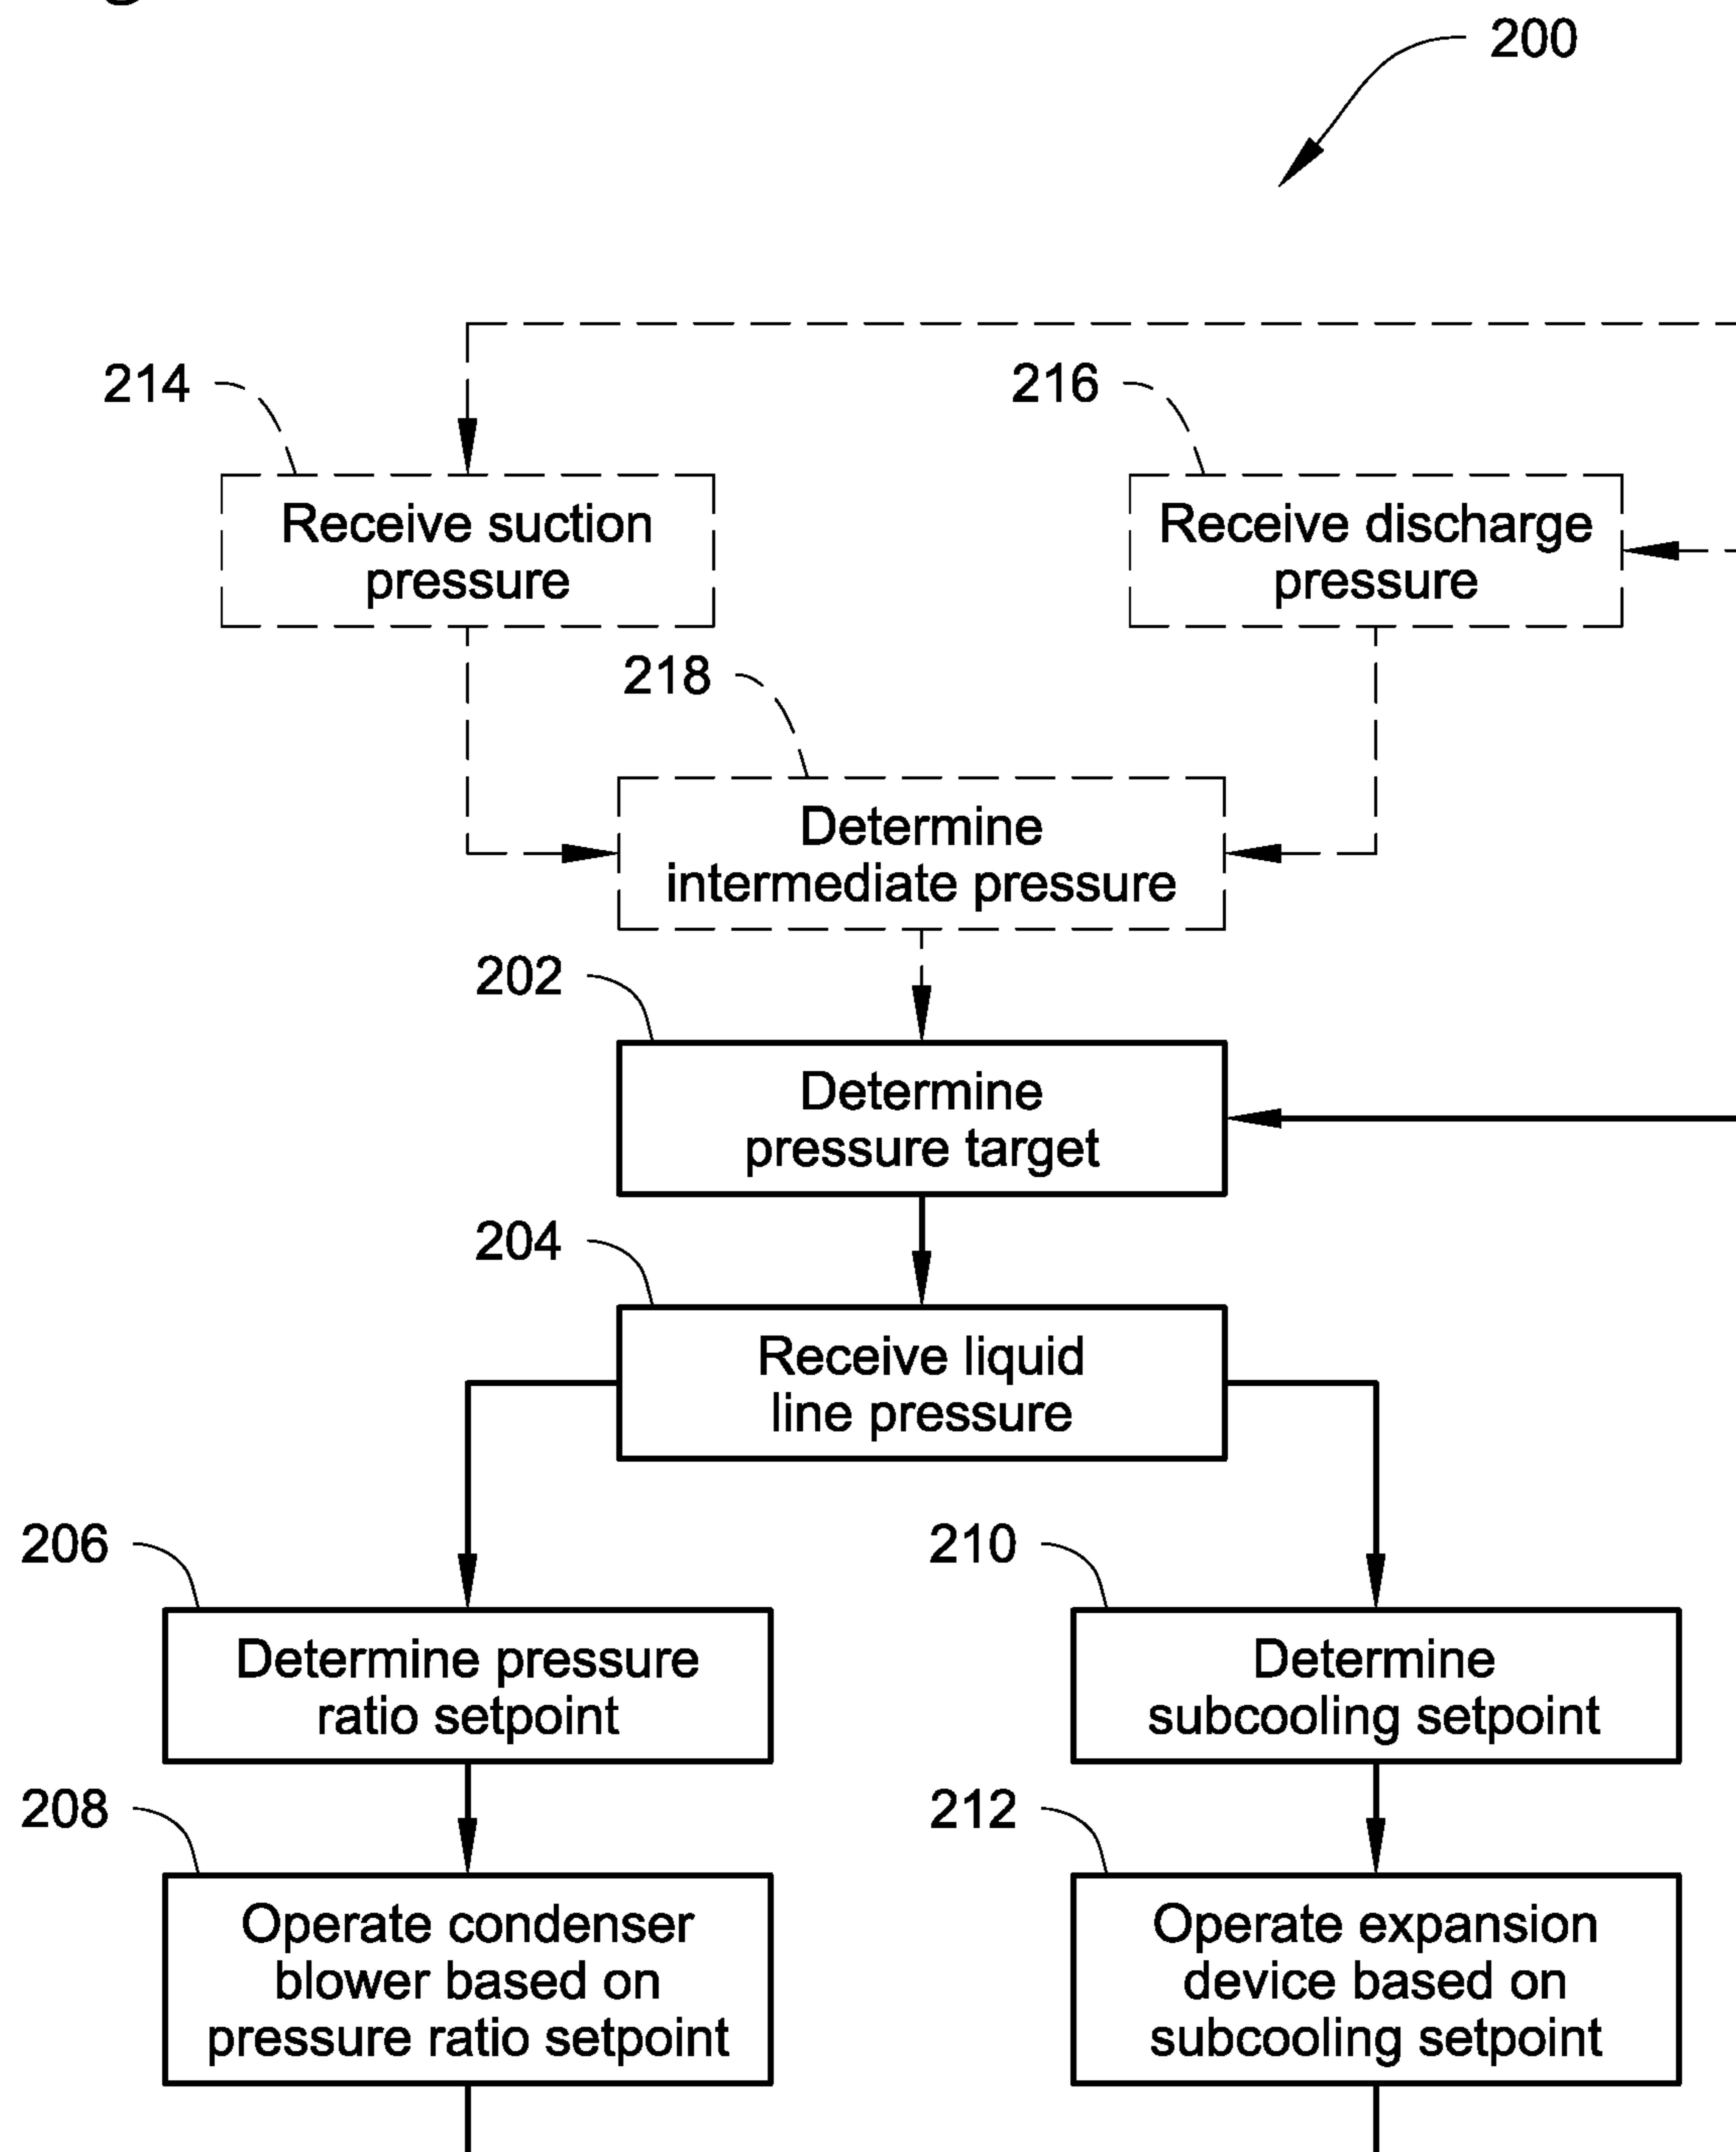 200
214
216
Receive suction
pressure
Receive discharge
pressure
218
Determine
intermediate pressure
202
Determine
pressure target
204
Receive liquid
line pressure
206
210
Determine pressure
ratio setpoint
Determine
subcooling setpoint
208
212
Operate condenser
blower based on
pressure ratio setpoint
Operate expansion
device based on
subcooling setpoint